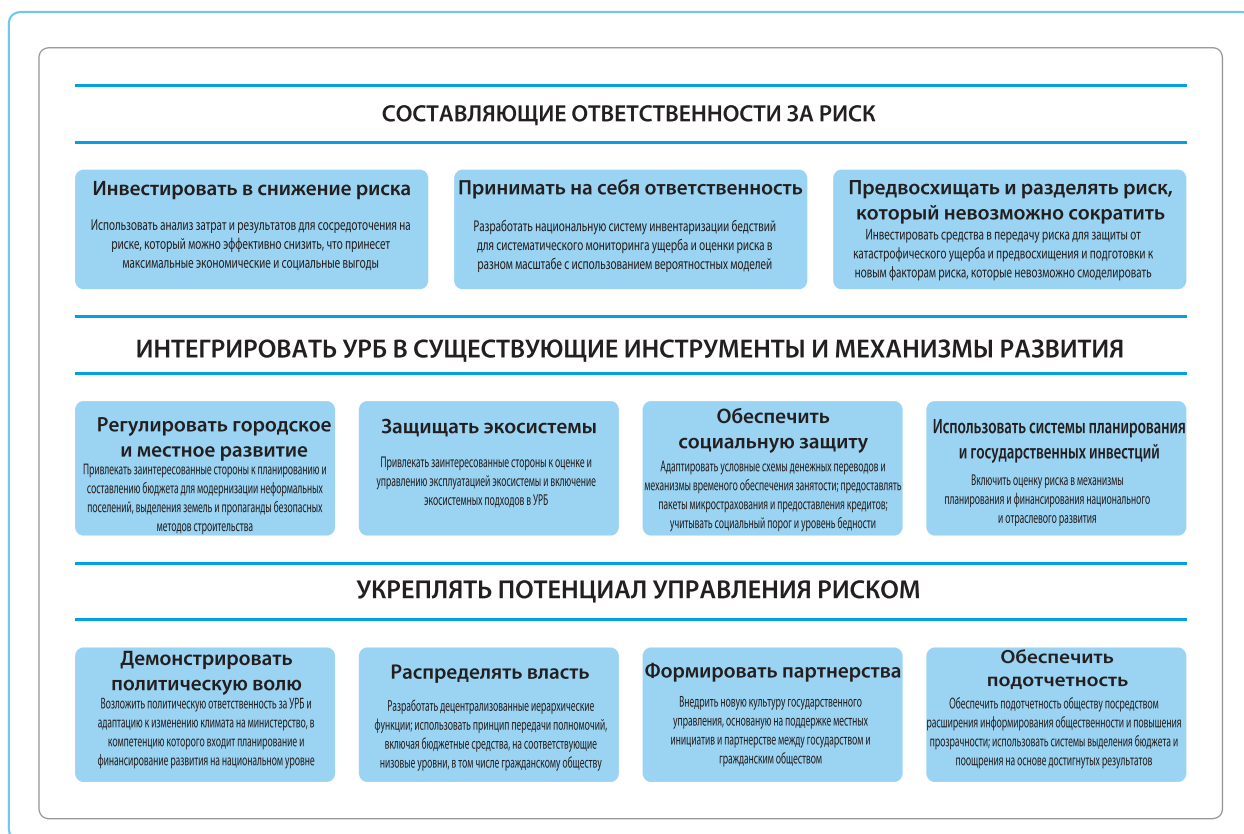 СОСТАВЛЯЮЩИЕ ОТВЕТСТВЕННОСТИ ЗА РИСК
Инвестировать в снижение риска
Использовать анализ затрат и результатов для сосредоточения на
риске, который можно эффективно снизить, что принесет
максимальные экономические и социальные выгоды
Принимать на себя ответственность
Разработать национальную систему инвентаризации бедствий
для систематического мониторинга ущерба и оценки риска в
разном масштабе с использованием вероятностных моделей
Предвосхищать и разделять риск,
который невозможно сократить
Инвестировать средства в передачу риска для защиты от
катастрофического ущерба и предвосхищения и подготовки к
новым факторам риска, которые невозможно смоделировать
ИНТЕГРИРОВАТЬ УРБ В СУЩЕСТВУЮЩИЕ ИНСТРУМЕНТЫ И МЕХАНИЗМЫ РАЗВИТИЯ
Регулировать городское
и местное развитие
Привлекать заинтересованные стороны к планированию и
составлению бюджета для модернизации неформальных
поселений, выделения земель и пропаганды безопасных
методов строительства
Защищать экосистемы
Привлекать заинтересованные стороны к оценке и
управлению эксплуатацией экосистемы и включение
экосистемных подходов в УРБ
Обеспечить
социальную защиту
Адаптировать условные схемы денежных переводов и
механизмы временого обеспечения занятости; предоставлять
пакеты микрострахования и предоставления кредитов;
учитывать социальный порог и уровень бедности
Использовать системы планирования
и государственных инвестций
Включить оценку риска в механизмы
планирования и финансирования национального
и отраслевого развития
УКРЕПЛЯТЬ ПОТЕНЦИАЛ УПРАВЛЕНИЯ РИСКОМ
Демонстрировать
политическую волю
Возложить политическую ответственность за УРБ и
адаптацию к изменению климата на министерство, в
компетенцию которого входит планирование и
финансирование развития на национальном уровне
Распределять власть
Разработать децентрализованные иерархические
функции; использовать принцип передачи полномочий,
включая бюджетные средства, на соответствующие
низовые уровни, в том числе гражданскому обществу
Формировать партнерства
Внедрить новую культуру государственного
управления, основаную на поддержке местных
инициатив и партнерстве между государством и
гражданским обществом
Обеспечить
подотчетность
Обеспечить подотчетность обществу посредством
расширения информирования общественности и повышения
прозрачности; использовать системы выделения бюджета и
поощрения на основе достигнутых результатов